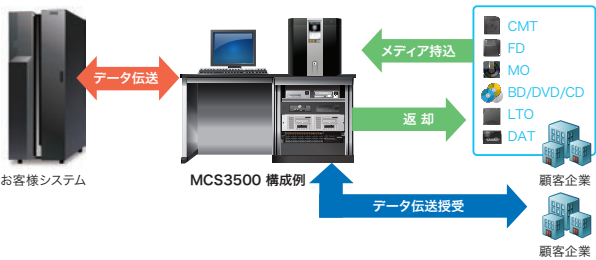 データ伝送
お客様システム
MCS3500 構成例
メディア持込
返 却
データ伝送授受
CMT
FD
MO
BD/DVD/CD
LTO
DAT
顧客企業
顧客企業